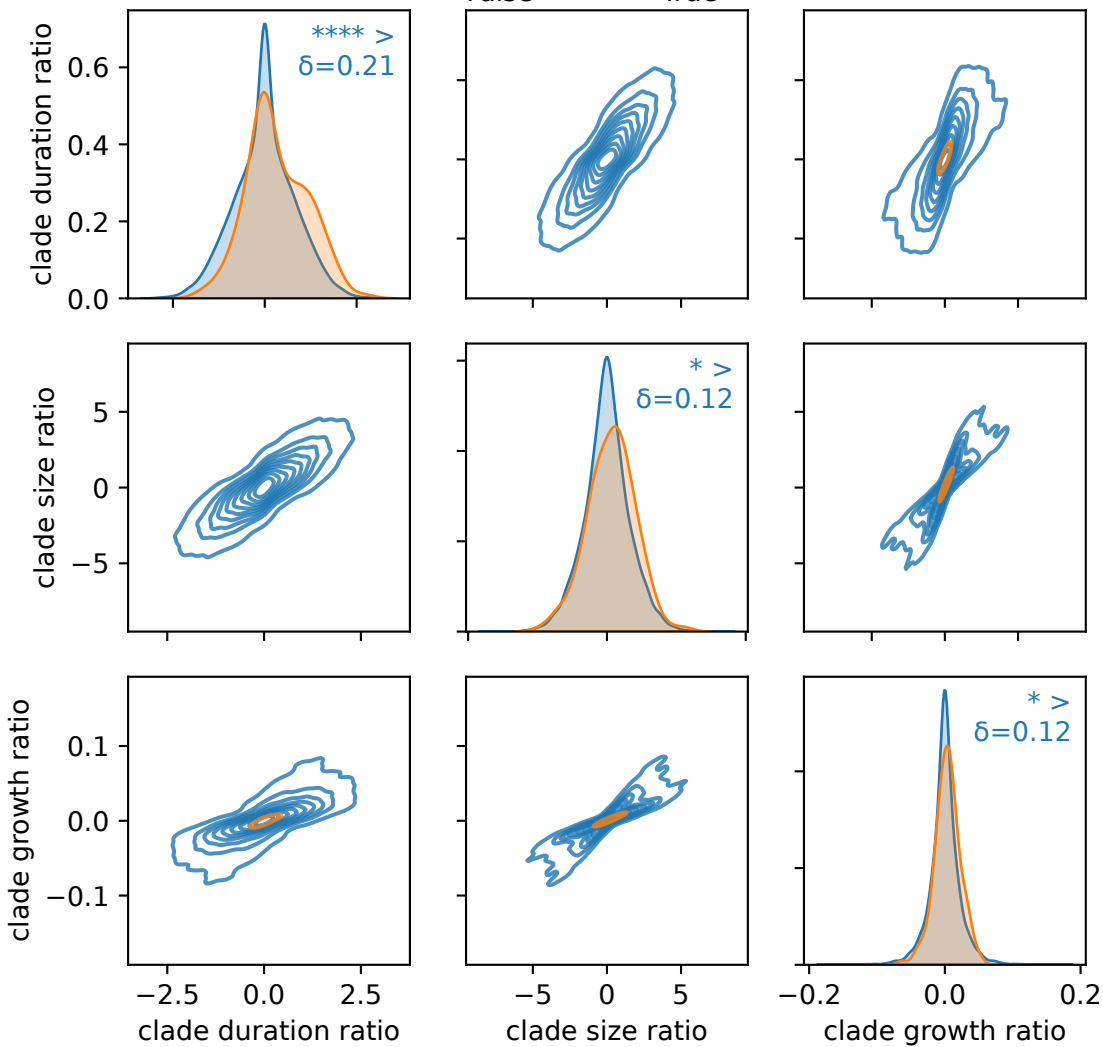 clade duration ratio
0.6
0.4
0.2
0.0
**** >
δ=0.21
clade size ratio
5
0
−5
* >
δ=0.12
clade growth ratio
0.1
0.0
−0.1
* >
δ=0.12
−2.5 0.0 2.5
−5 0 5
−0.2 0.0 0.2
clade duration ratio
clade size ratio
clade growth ratio